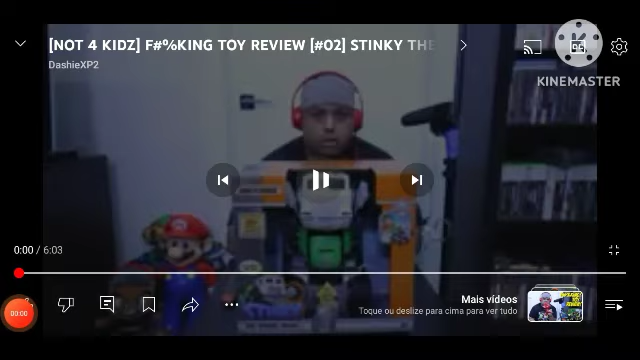 [NOT 4 KIDZ] F#%KING TOY REVIEW [#02] STINKY THE
DashieXP2
KINEMASTER
0:00 / 6:03
00:00
Mais vídeos
Toque ou deslize para cima para ver tudo